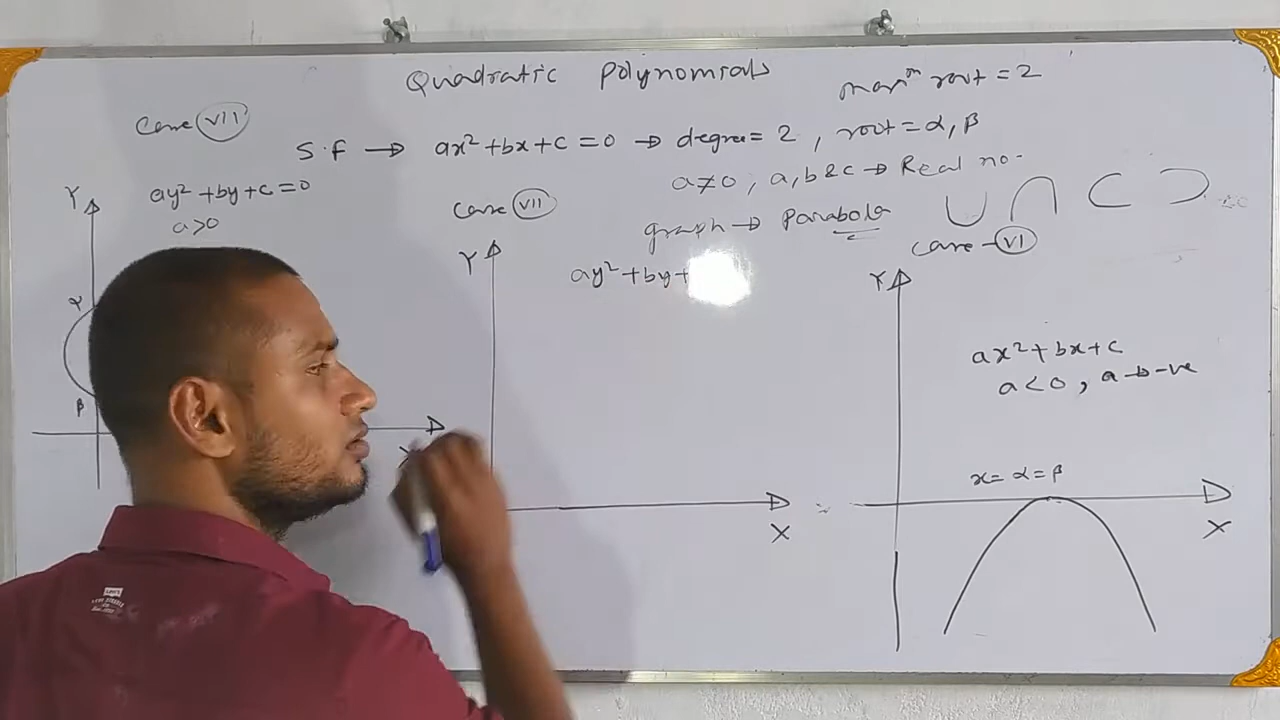 Quadratic Polynomials
maxᵐ root = 2
Case VII
S.f → ax² + bx + c = 0 → degree = 2 , root = α, β
a ≠ 0 , a, b & c → Real no.
graph → Parabola
Y
ay² + by + c = 0
a > 0
α
β
X
Case VII
Y
ay² + by +
X
Case - VI
Y
ax² + bx + c
a < 0 , a → -ve
x = α = β
X